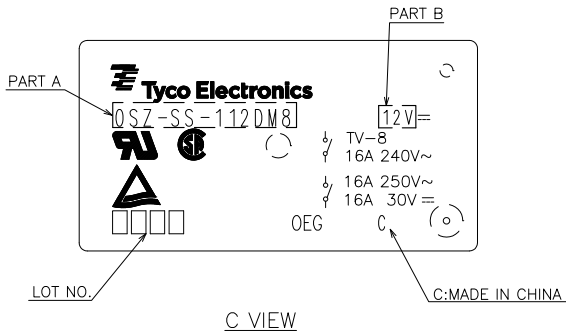 PART B
PART A
Tyco Electronics
OSZ-SS-112DM8
12V
TV-8
16A 240V~
16A 250V~
16A 30V
OEG
C
LOT NO.
C:MADE IN CHINA
C VIEW